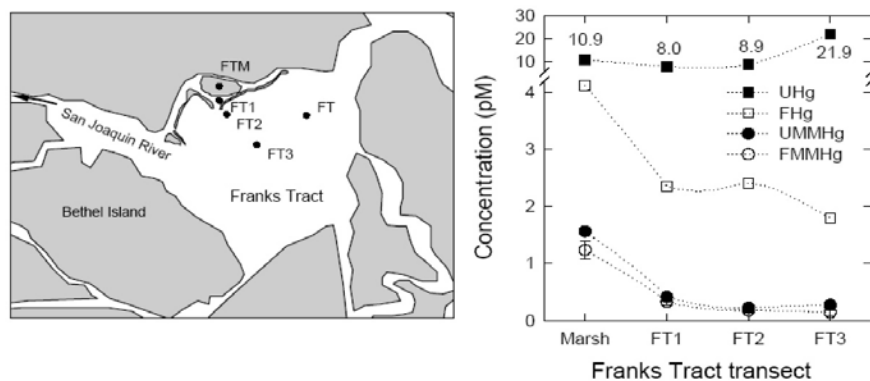 FTM
FT1
FT
FT2
FT3
San Joaquin River
Franks Tract
Bethel Island
30
20
10
4
3
2
1
0
Concentration (pM)
10.9
8.0
8.9
21.9
UHg
FHg
UMMHg
FMMHg
Marsh
FT1
FT2
FT3
Franks Tract transect